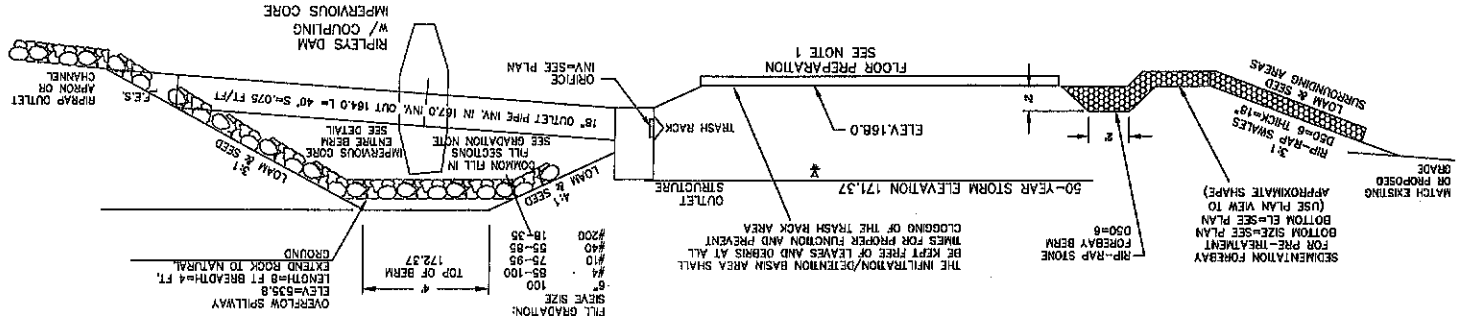 FILL GRADATION:
SIEVE SIZE
6" 100
#4 85-100
#10 75-95
#40 55-85
#200 18-35
OVERFLOW SPILLWAY
ELEV=535.8
LENGTH=8 FT BREADTH=4 FT.
EXTEND ROCK TO NATURAL
GROUND
4'
TOP OF BERM
172.37
SEDIMENTATION FOREBAY
FOR PRE-TREATMENT
BOTTOM SIZE=SEE PLAN
BOTTOM EL=SEE PLAN
(USE PLAN VIEW TO
APPROXIMATE SHAPE)
RIP-RAP STONE
FOREBAY BERM
D50=6
THE INFILTRATION/DETENTION BASIN AREA SHALL
BE KEPT FREE OF LEAVES AND DEBRIS AT ALL
TIMES FOR PROPER FUNCTION AND PREVENT
CLOGGING OF THE TRASH RACK AREA
MATCH EXISTING
OR PROPOSED
GRADE
3:1
RIP-RAP SWALES
D50=6 THICK=18"
LOAM & SEED
SURROUNDING AREAS
2'
2'
50-YEAR STORM ELEVATION 171.37
OUTLET
STRUCTURE
ELEV.168.0
TRASH RACK
FLOOR PREPARATION
SEE NOTE 1
ORIFICE
INV=SEE PLAN
4:1
LOAM & SEED
COMMON FILL IN
FILL SECTIONS
SEE GRADATION NOTE
IMPERVIOUS CORE
ENTIRE BERM
SEE DETAIL
3:1
LOAM & SEED
18" OUTLET PIPE INV. IN 167.0 INV. OUT 164.0 L= 40' S=.075 FT/FT
F.E.S.
RIPRAP OUTLET
APRON OR
CHANNEL
RIPLEYS DAM
W/ COUPLING
IMPERVIOUS CORE